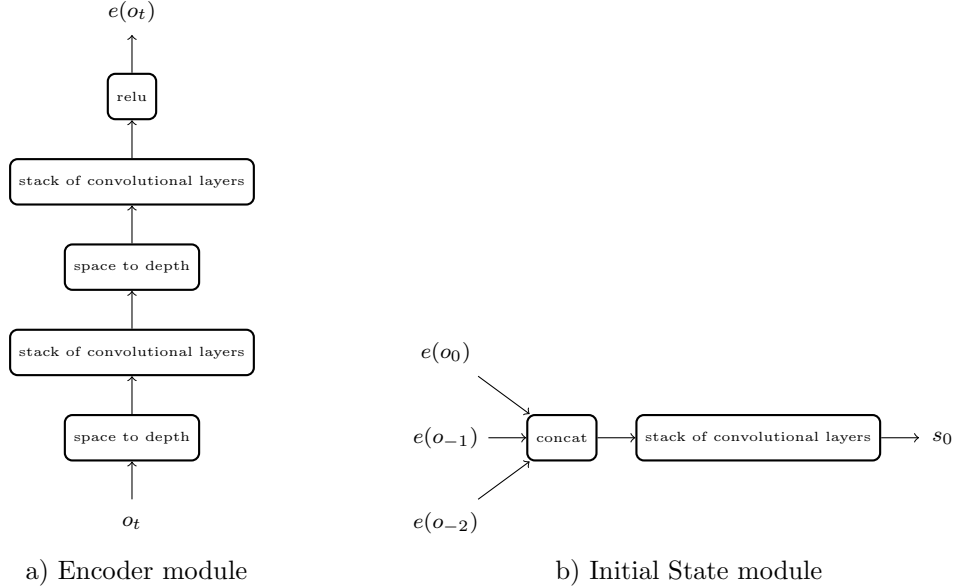 e(o_t)
relu
stack of convolutional layers
space to depth
stack of convolutional layers
space to depth
o_t
a) Encoder module
e(o_0)
e(o_{-1})
e(o_{-2})
concat
stack of convolutional layers
s_0
b) Initial State module